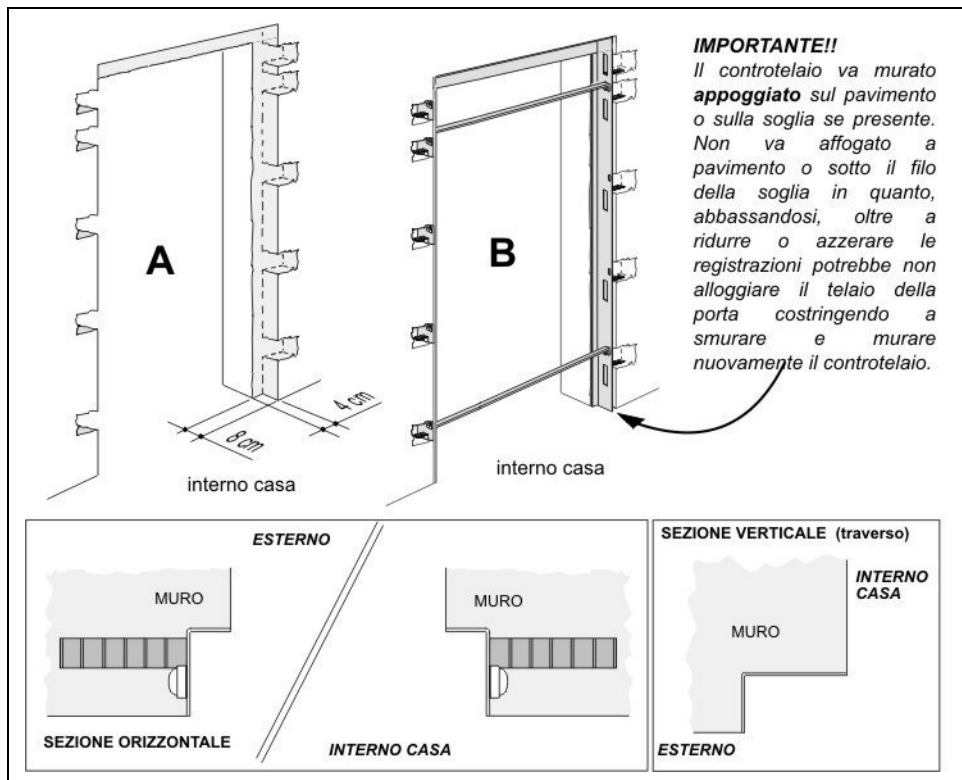 A
8 cm
4 cm
interno casa
B
interno casa
IMPORTANTE!!
Il controtelaio va murato
appoggiato sul pavimento
o sulla soglia se presente.
Non va affogato a
pavimento o sotto il filo
della soglia in quanto,
abbassandosi, oltre a
ridurre o azzerare le
registrazioni potrebbe non
alloggiare il telaio della
porta costringendo a
smurare e murare
nuovamente il controtelaio.
ESTERNO
MURO
MURO
SEZIONE ORIZZONTALE
INTERNO CASA
SEZIONE VERTICALE (traverso)
INTERNO
CASA
MURO
ESTERNO